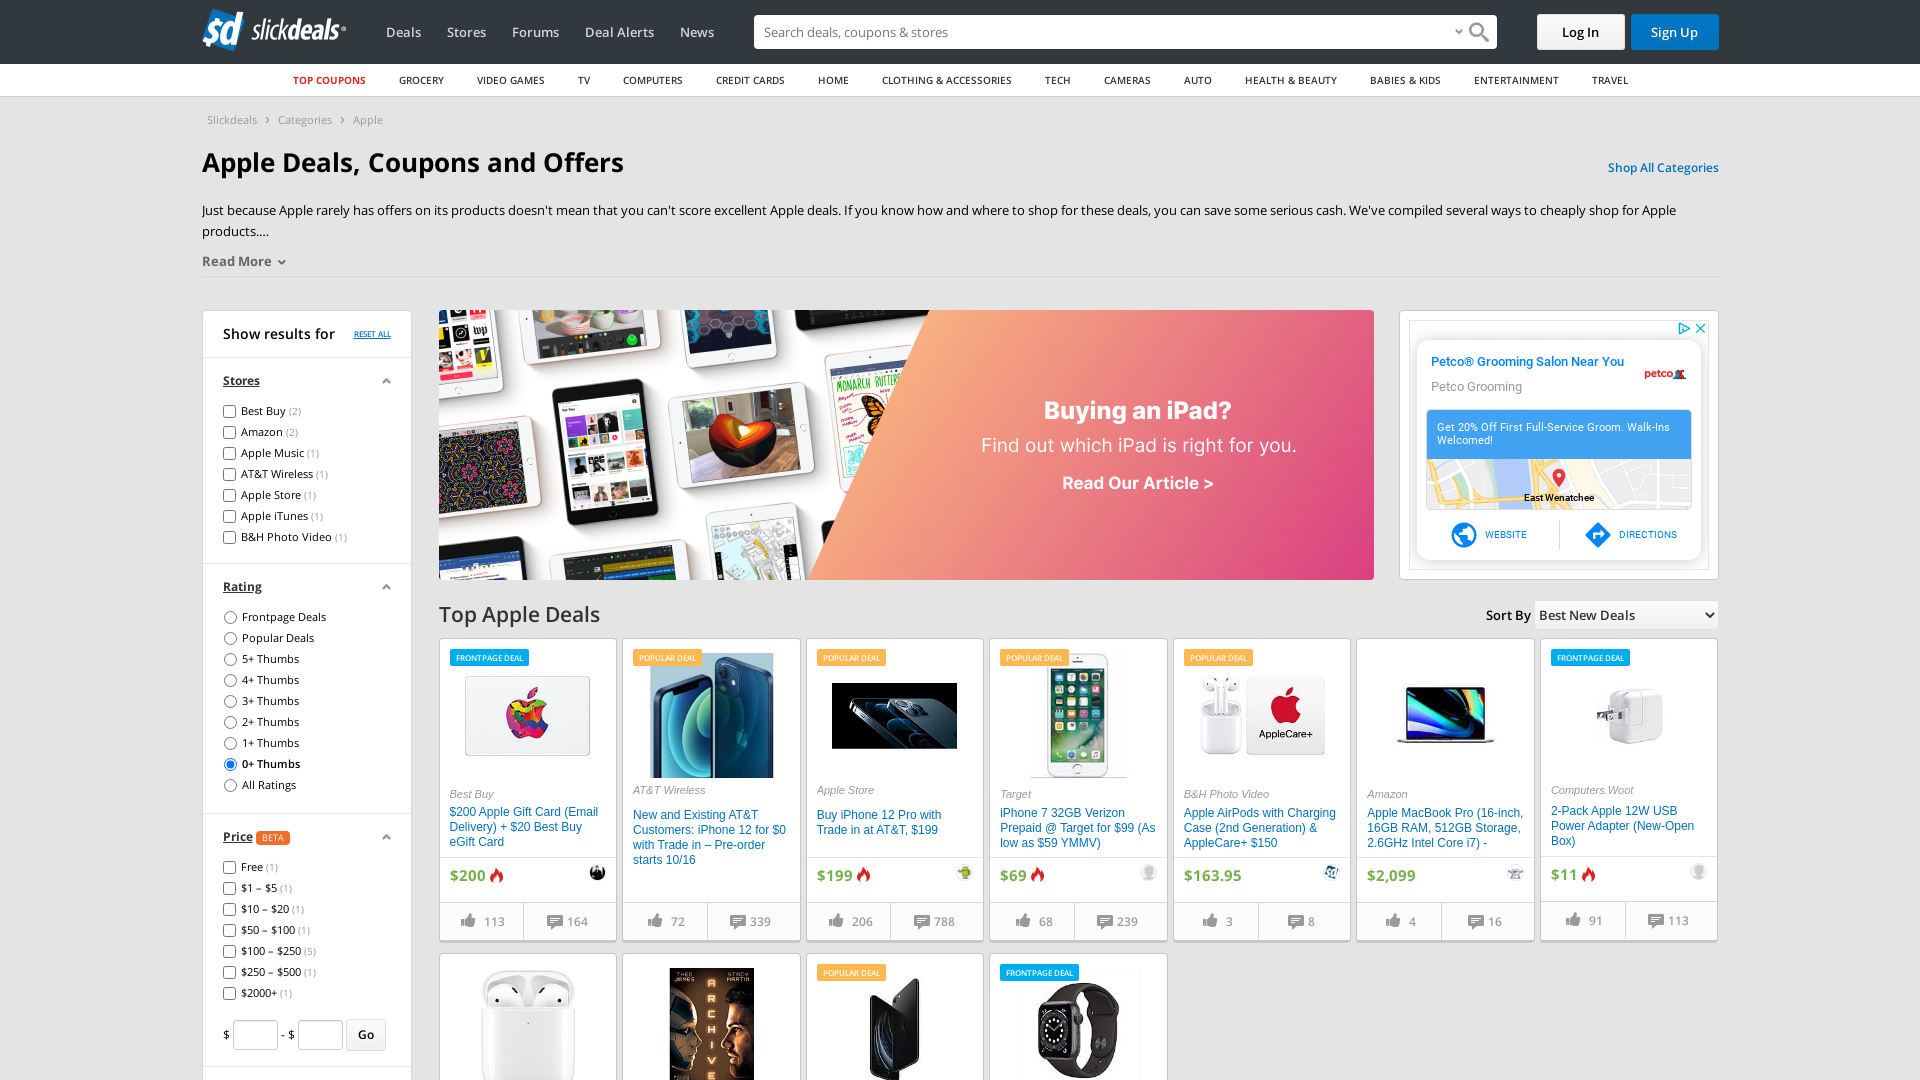 slickdeals
Deals
Stores
Forums
Deal Alerts
News
Search deals, coupons & stores
Log In
Sign Up
TOP COUPONS
GROCERY
VIDEO GAMES
TV
COMPUTERS
CREDIT CARDS
HOME
CLOTHING & ACCESSORIES
TECH
CAMERAS
AUTO
HEALTH & BEAUTY
BABIES & KIDS
ENTERTAINMENT
TRAVEL
Slickdeals
Categories
Apple
Apple Deals, Coupons and Offers
Shop All Categories
Just because Apple rarely has offers on its products doesn't mean that you can't score excellent Apple deals. If you know how and where to shop for these deals, you can save some serious cash. We've compiled several ways to cheaply shop for Apple
products....
Read More
Show results for
RESET ALL
Stores
Best Buy (2)
Amazon (2)
Apple Music (1)
AT&T Wireless (1)
Apple Store (1)
Apple iTunes (1)
B&H Photo Video (1)
Rating
Frontpage Deals
Popular Deals
5+ Thumbs
4+ Thumbs
3+ Thumbs
2+ Thumbs
1+ Thumbs
0+ Thumbs
All Ratings
Price BETA
Free (1)
$1 – $5 (1)
$10 – $20 (1)
$50 – $100 (1)
$100 – $250 (5)
$250 – $500 (1)
$2000+ (1)
$
- $
Go
MONARCH BUTTER
Buying an iPad?
Find out which iPad is right for you.
Read Our Article >
Petco® Grooming Salon Near You
Petco Grooming
petco
Get 20% Off First Full-Service Groom. Walk-Ins
Welcomed!
East Wenatchee
WEBSITE
DIRECTIONS
Top Apple Deals
Sort By
Best New Deals
FRONTPAGE DEAL
Best Buy
$200 Apple Gift Card (Email
Delivery) + $20 Best Buy
eGift Card
$200
113
164
POPULAR DEAL
AT&T Wireless
New and Existing AT&T
Customers: iPhone 12 for $0
with Trade in – Pre-order
starts 10/16
72
339
POPULAR DEAL
Apple Store
Buy iPhone 12 Pro with
Trade in at AT&T, $199
$199
206
788
POPULAR DEAL
Target
iPhone 7 32GB Verizon
Prepaid @ Target for $99 (As
low as $59 YMMV)
$69
68
239
POPULAR DEAL
AppleCare+
B&H Photo Video
Apple AirPods with Charging
Case (2nd Generation) &
AppleCare+ $150
$163.95
3
8
Amazon
Apple MacBook Pro (16-inch,
16GB RAM, 512GB Storage,
2.6GHz Intel Core i7) -
$2,099
4
16
FRONTPAGE DEAL
Computers.Woot
2-Pack Apple 12W USB
Power Adapter (New-Open
Box)
$11
91
113
THEO JAMES
STACY MARTIN
ARCHIVE
POPULAR DEAL
FRONTPAGE DEAL